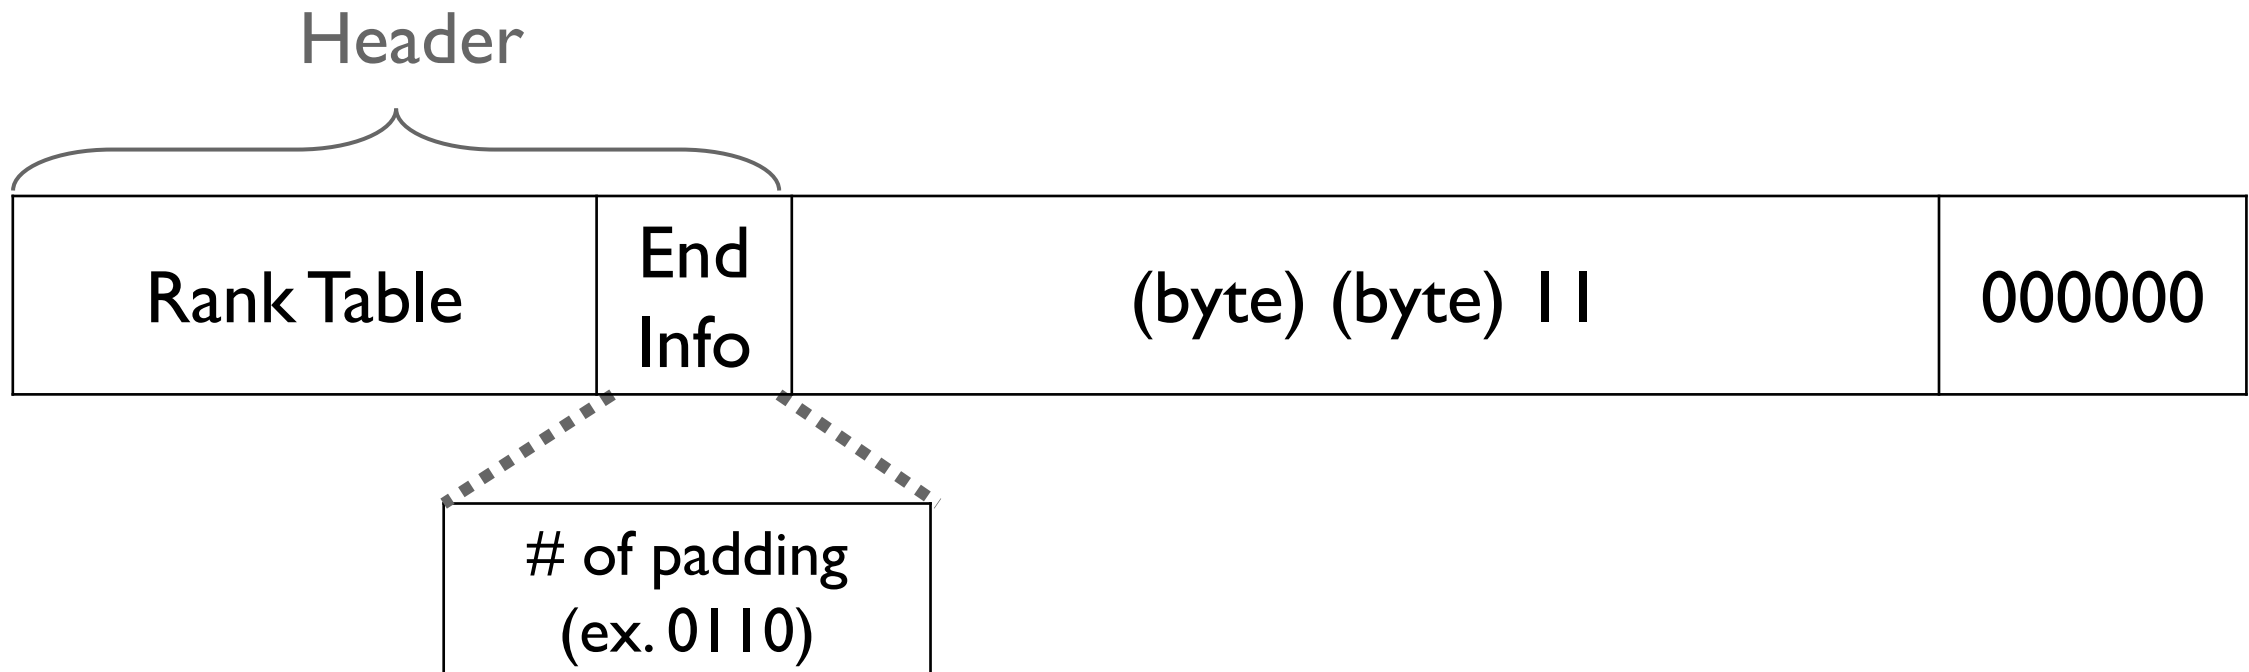 Header
Rank Table
End
Info
(byte) (byte) 11
000000
# of padding
(ex. 0110)